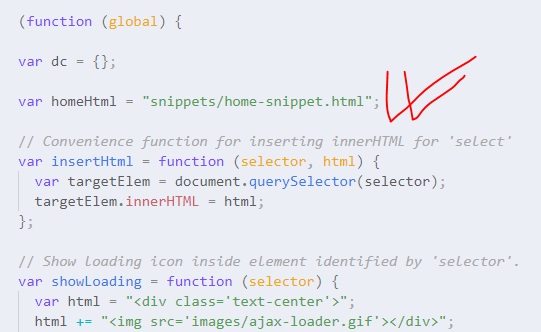 (function (global) {
var dc = {};
var homeHtml = "snippets/home-snippet.html";
// Convenience function for inserting innerHTML for 'select'
var insertHtml = function (selector, html) {
  var targetElem = document.querySelector(selector);
  targetElem.innerHTML = html;
};
// Show loading icon inside element identified by 'selector'.
var showLoading = function (selector) {
  var html = "<div class='text-center'>";
  html += "<img src='images/ajax-loader.gif'></div>";